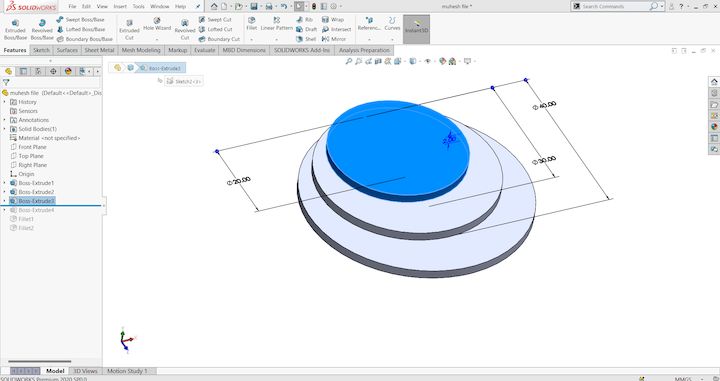 SOLIDWORKS
File Edit View Insert Tools Window
muhesh file *
Search Commands
Extruded Boss/Base
Revolved Boss/Base
Swept Boss/Base
Lofted Boss/Base
Boundary Boss/Base
Extruded Cut
Hole Wizard
Revolved Cut
Swept Cut
Lofted Cut
Boundary Cut
Fillet
Linear Pattern
Rib
Draft
Shell
Wrap
Intersect
Mirror
Referenc...
Curves
Instant3D
Features Sketch Surfaces Sheet Metal Mesh Modeling Markup Evaluate MBD Dimensions SOLIDWORKS Add-Ins Analysis Preparation
Boss-Extrude3
muhesh file (Default<<Default>_Dis
History
Sensors
Annotations
Solid Bodies(1)
Material <not specified>
Front Plane
Top Plane
Right Plane
Origin
Boss-Extrude1
Boss-Extrude2
Boss-Extrude3
Boss-Extrude4
Fillet1
Fillet2
∅40.00
∅30.00
∅20.00
Model 3D Views Motion Study 1
SOLIDWORKS Premium 2020 SP0.0
MMGS